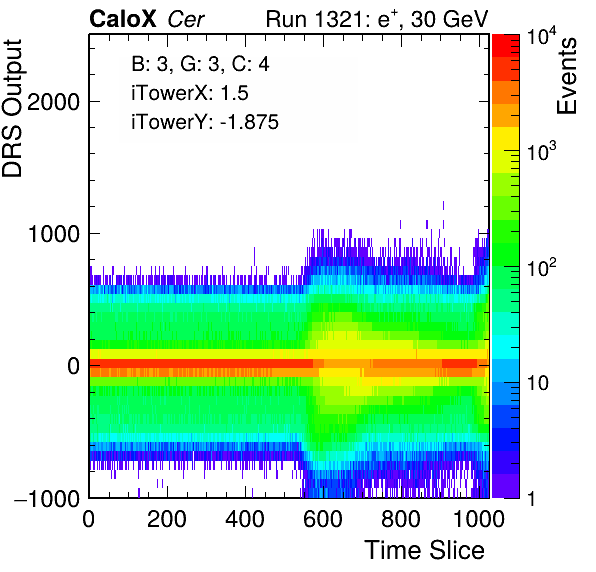 CaloX Cer
Run 1321: e⁺, 30 GeV
B: 3, G: 3, C: 4
iTowerX: 1.5
iTowerY: -1.875
DRS Output
2000
1000
0
−1000
0 200 400 600 800 1000
Time Slice
Events
10⁴
10³
10²
10
1